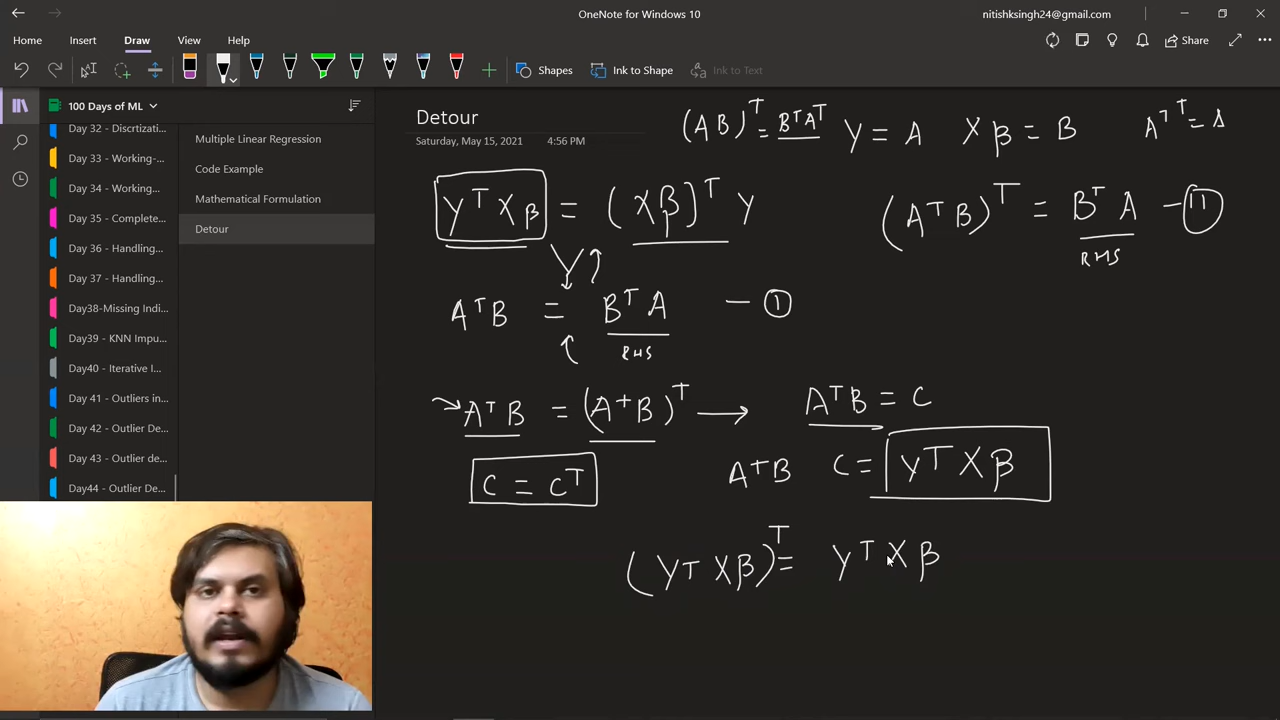 OneNote for Windows 10
nitishksingh24@gmail.com
Home Insert Draw View Help
Share
Shapes Ink to Shape Ink to Text
100 Days of ML
Day 32 - Discrtization...
Day 33 - Working-...
Day 34 - Working...
Day 35 - Complete...
Day 36 - Handling...
Day 37 - Handling...
Day38-Missing Indi...
Day39 - KNN Impu...
Day40 - Iterative I...
Day 41 - Outliers in...
Day 42 - Outlier De...
Day 43 - Outlier de...
Day44 - Outlier De...
Multiple Linear Regression
Code Example
Mathematical Formulation
Detour
Detour
Saturday, May 15, 2021 4:56 PM
(AB)ᵀ = BᵀAᵀ Y = A Xβ = B Aᵀᵀ = A
YᵀXβ = (Xβ)ᵀ Y
(AᵀB)ᵀ = BᵀA - ⑪
RHS
AᵀB = BᵀA - ①
RHS
→ AᵀB = (AᵀB)ᵀ → AᵀB = C
C = Cᵀ
AᵀB C = YᵀXβ
(YᵀXβ)ᵀ = YᵀXβ